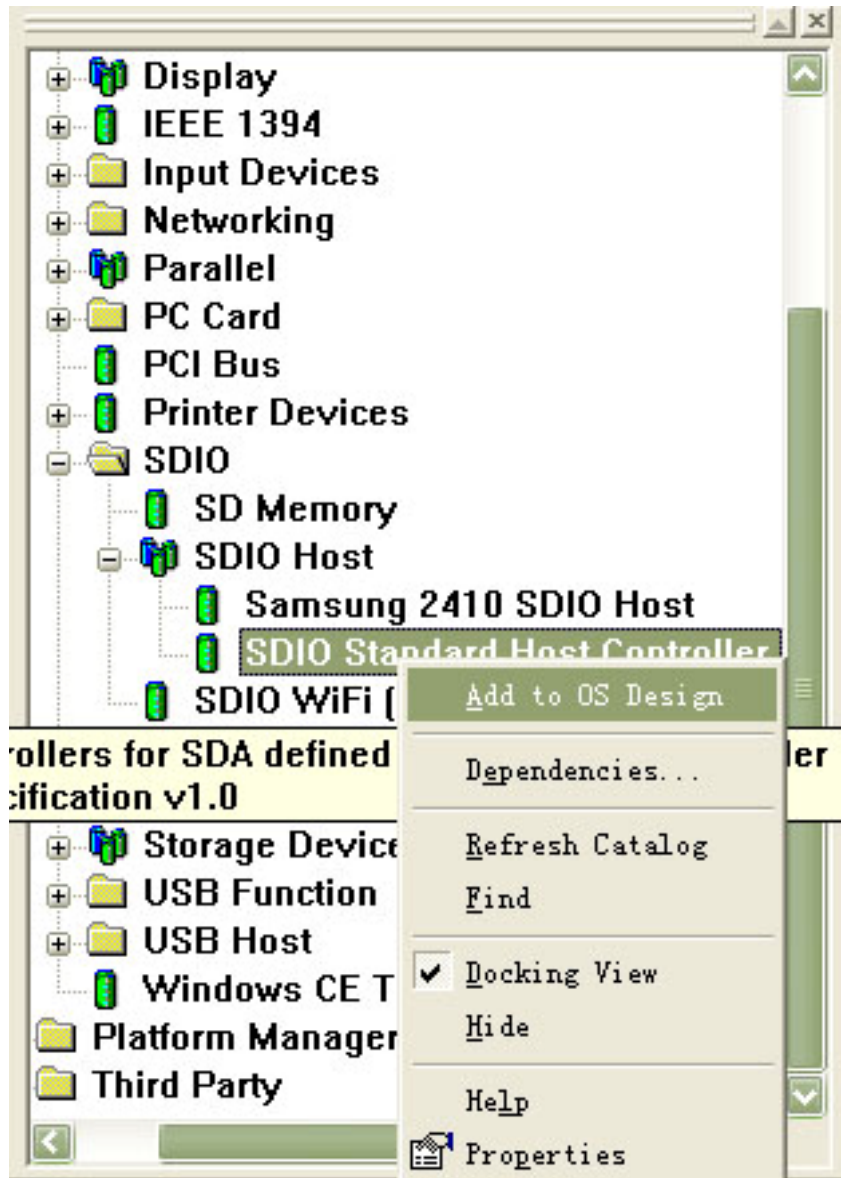 Display
IEEE 1394
Input Devices
Networking
Parallel
PC Card
PCI Bus
Printer Devices
SDIO
SD Memory
SDIO Host
Samsung 2410 SDIO Host
SDIO Standard Host Controller
SDIO WiFi (
rollers for SDA defined ler
cification v1.0
Storage Device
USB Function
USB Host
Windows CE T
Platform Manager
Third Party
Add to OS Design
Dependencies...
Refresh Catalog
Find
Docking View
Hide
Help
Properties